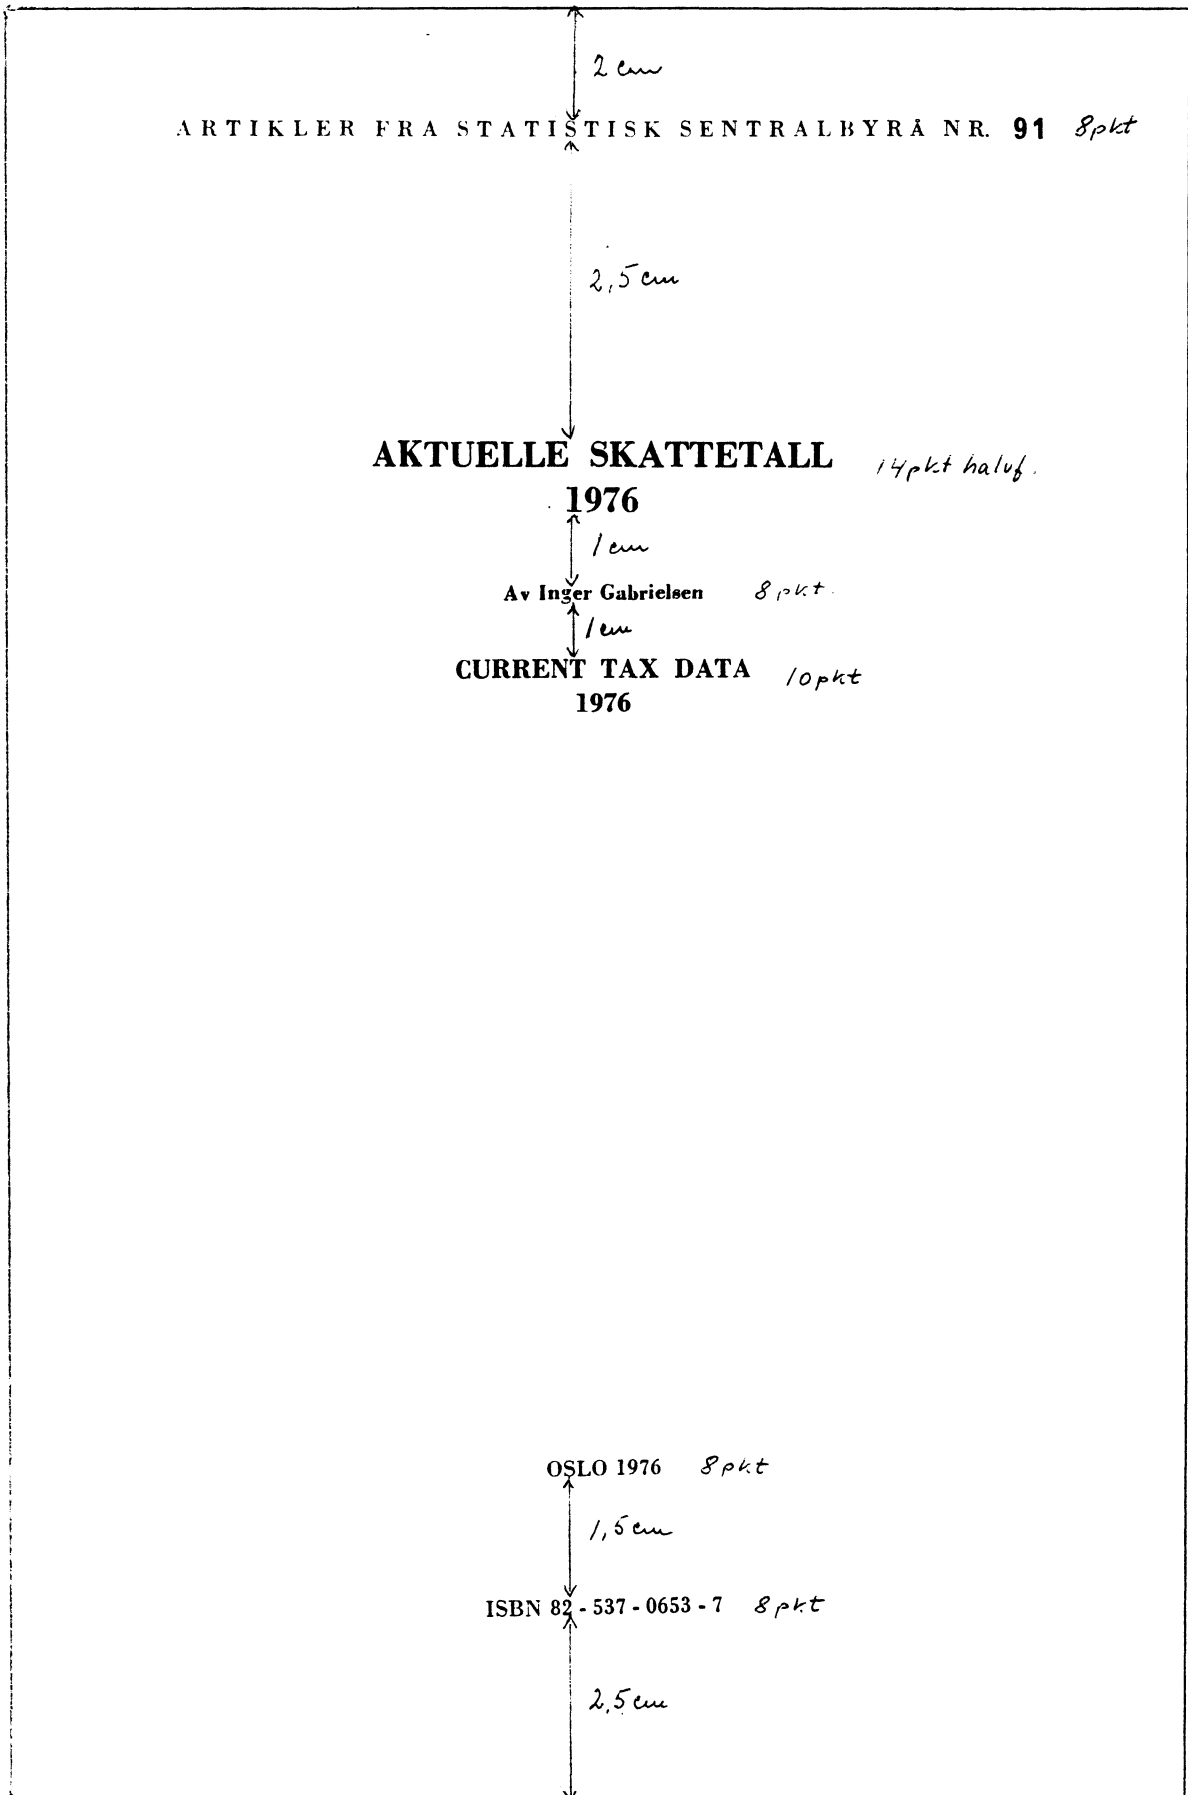 2 cm
ARTIKLER FRA STATISTISK SENTRALBYRÅ NR. 91 8pkt
2,5 cm
AKTUELLE SKATTETALL 14pkt halvf.
1976
1 cm
Av Inger Gabrielsen 8 pkt.
1 cm
CURRENT TAX DATA 10pkt
1976
OSLO 1976 8pkt
1,5 cm
ISBN 82 - 537 - 0653 - 7 8pkt
2,5 cm